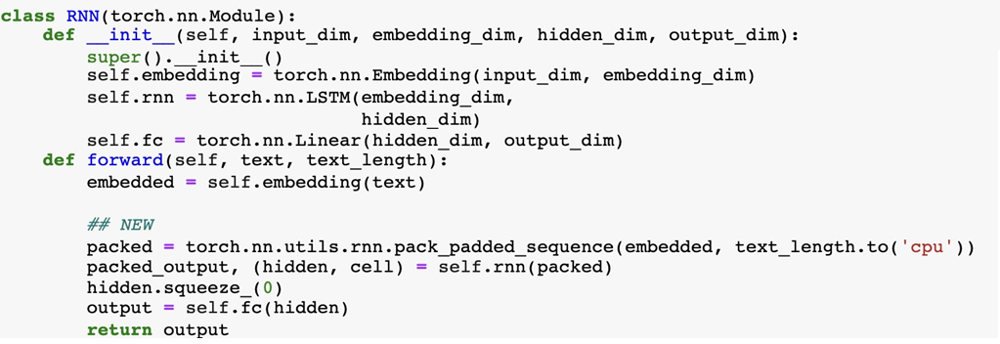 class RNN(torch.nn.Module):
    def __init__(self, input_dim, embedding_dim, hidden_dim, output_dim):
        super().__init__()
        self.embedding = torch.nn.Embedding(input_dim, embedding_dim)
        self.rnn = torch.nn.LSTM(embedding_dim,
                                 hidden_dim)
        self.fc = torch.nn.Linear(hidden_dim, output_dim)
    def forward(self, text, text_length):
        embedded = self.embedding(text)

        ## NEW
        packed = torch.nn.utils.rnn.pack_padded_sequence(embedded, text_length.to('cpu'))
        packed_output, (hidden, cell) = self.rnn(packed)
        hidden.squeeze_(0)
        output = self.fc(hidden)
        return output